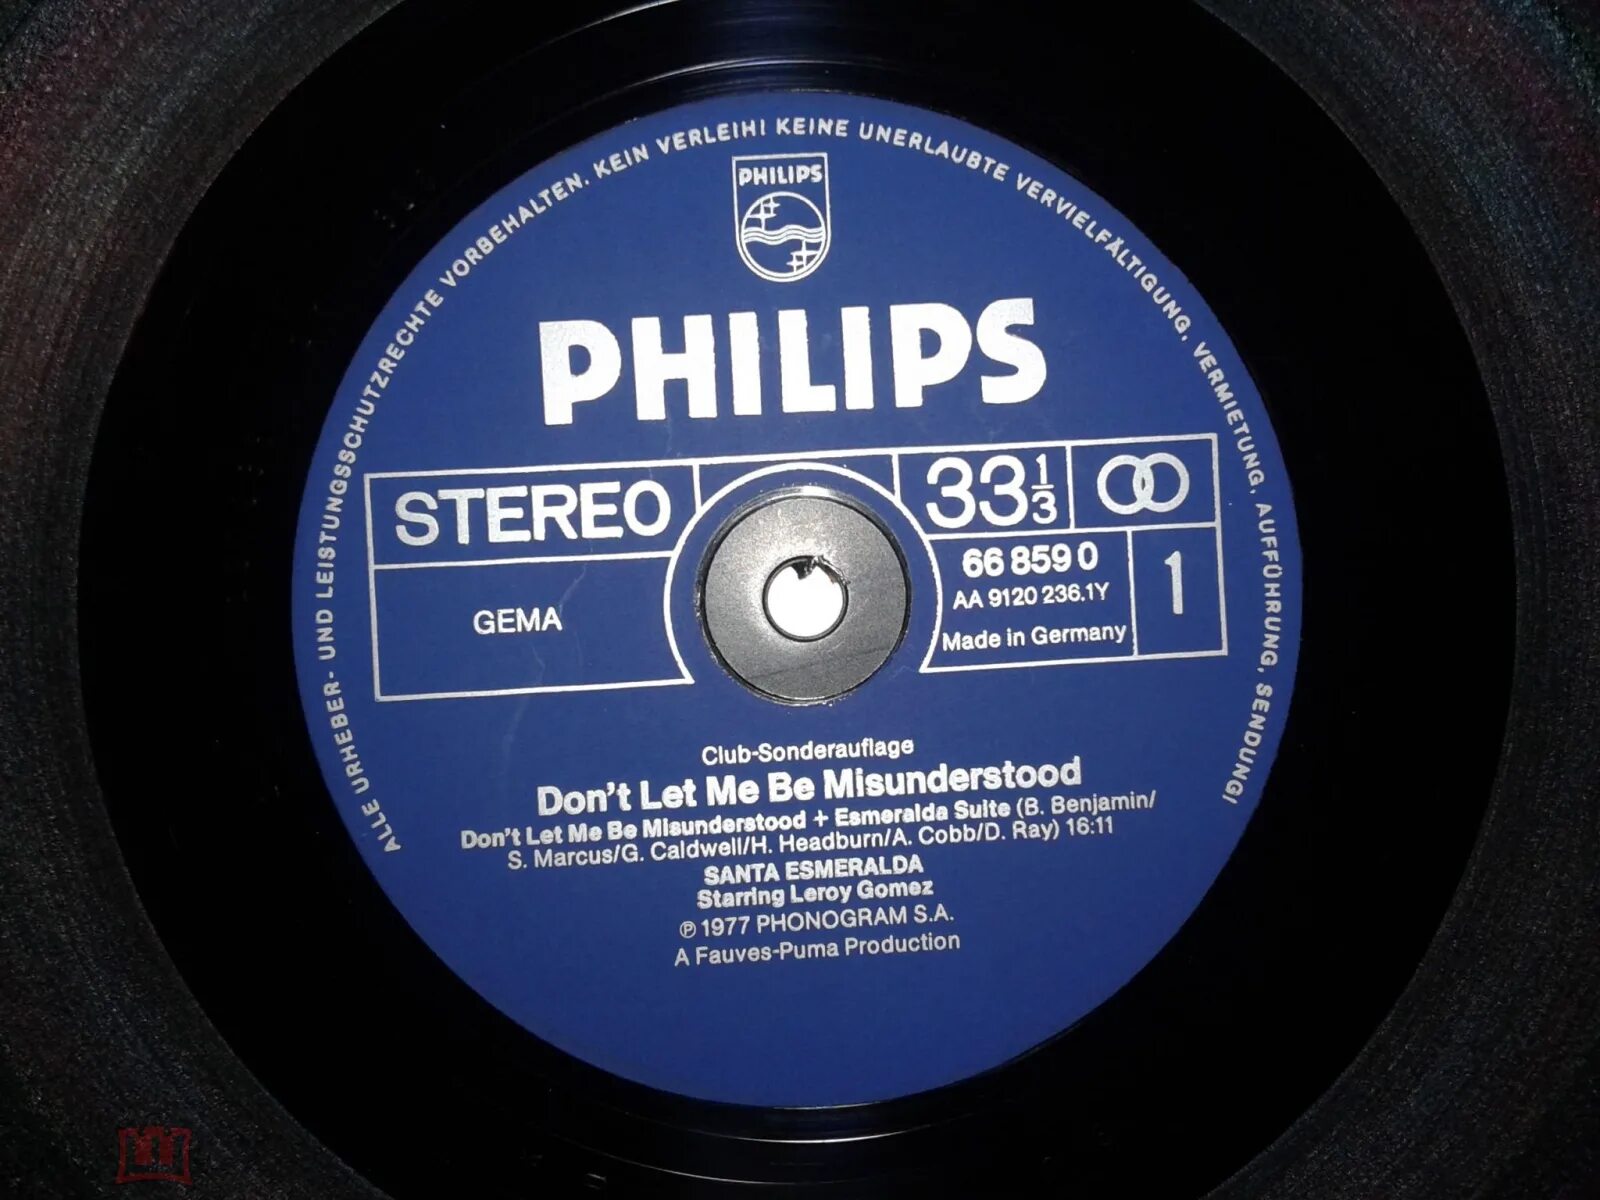 ALLE URHEBER- UND LEISTUNGSSCHUTZRECHTE VORBEHALTEN. KEIN VERLEIH! KEINE UNERLAUBTE VERVIELFÄLTIGUNG, VERMIETUNG, AUFFÜHRUNG, SENDUNG!
PHILIPS
PHILIPS
STEREO
33 1/3
GEMA
66 859 0
AA 9120 236.1Y
Made in Germany
1
Club-Sonderauflage
Don't Let Me Be Misunderstood
Don't Let Me Be Misunderstood + Esmeralda Suite (B. Benjamin/
S. Marcus/G. Caldwell/H. Headburn/A. Cobb/D. Ray) 16:11
SANTA ESMERALDA
Starring Leroy Gomez
℗ 1977 PHONOGRAM S.A.
A Fauves-Puma Production